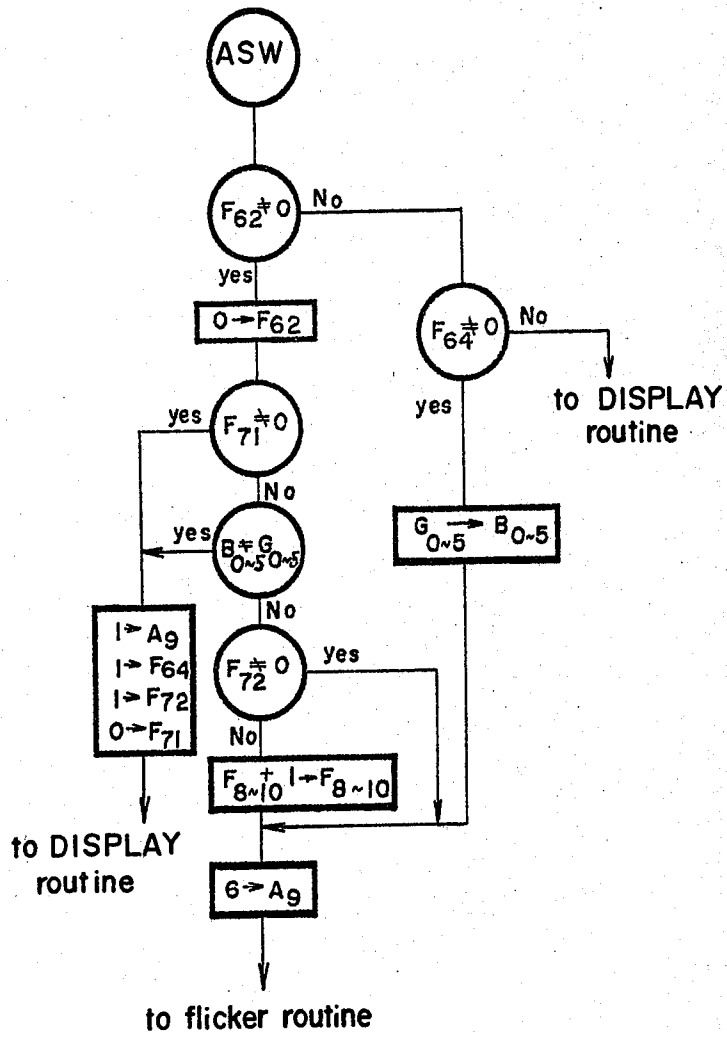 ASW
F62≠0
No
yes
0→F62
F64≠0
No
to DISPLAY
routine
yes
F71≠0
yes
No
G0~5 → B0~5
B0~5≠G0~5
yes
No
1→A9
1→F64
1→F72
0→F71
F72≠0
yes
No
F8~10+1→F8~10
to DISPLAY
routine
6→A9
to flicker routine